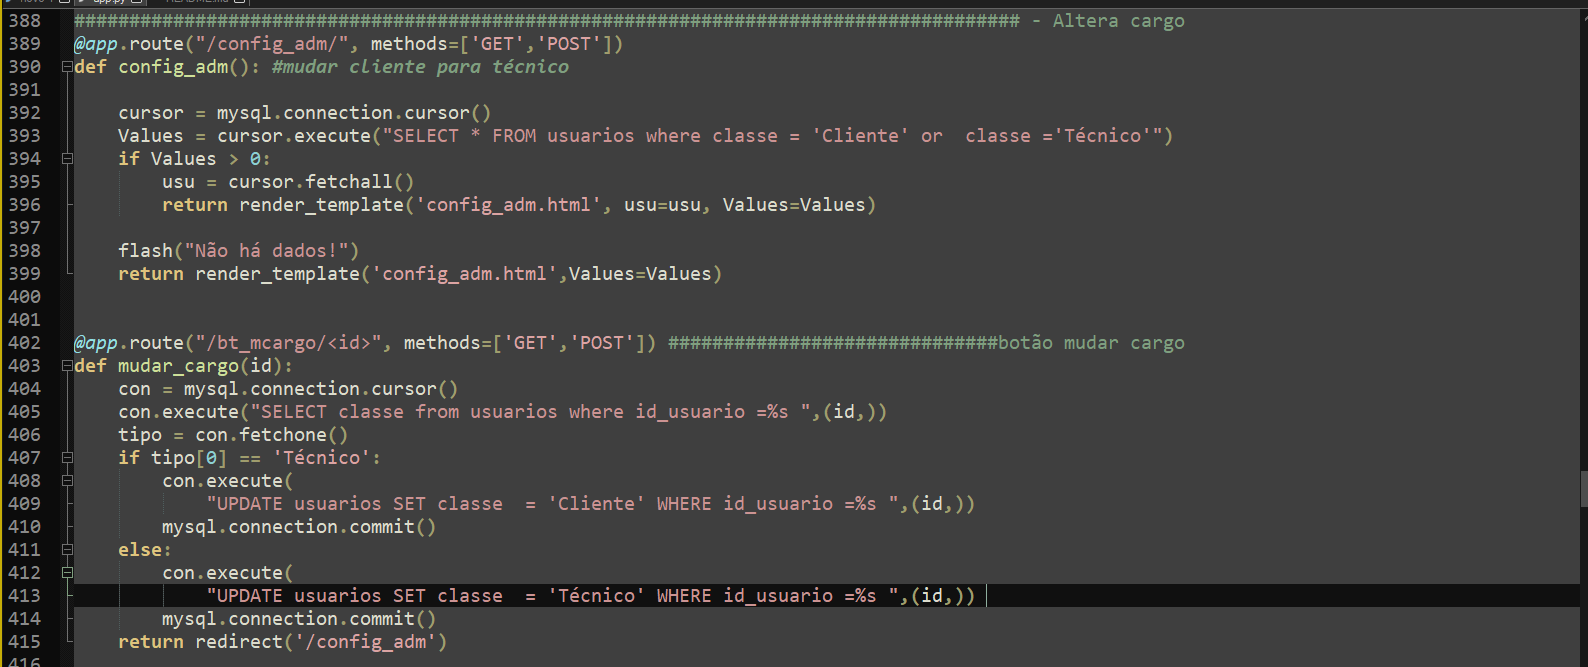 app.py
README.md
388 ###################################################################################### - Altera cargo
389 @app.route("/config_adm/", methods=['GET','POST'])
390 def config_adm(): #mudar cliente para técnico
391
392 cursor = mysql.connection.cursor()
393 Values = cursor.execute("SELECT * FROM usuarios where classe = 'Cliente' or  classe ='Técnico'")
394 if Values > 0:
395 usu = cursor.fetchall()
396 return render_template('config_adm.html', usu=usu, Values=Values)
397
398 flash("Não há dados!")
399 return render_template('config_adm.html',Values=Values)
400
401
402 @app.route("/bt_mcargo/<id>", methods=['GET','POST']) ##############################botão mudar cargo
403 def mudar_cargo(id):
404 con = mysql.connection.cursor()
405 con.execute("SELECT classe from usuarios where id_usuario =%s ",(id,))
406 tipo = con.fetchone()
407 if tipo[0] == 'Técnico':
408 con.execute(
409 "UPDATE usuarios SET classe  = 'Cliente' WHERE id_usuario =%s ",(id,))
410 mysql.connection.commit()
411 else:
412 con.execute(
413 "UPDATE usuarios SET classe  = 'Técnico' WHERE id_usuario =%s ",(id,))
414 mysql.connection.commit()
415 return redirect('/config_adm')
416